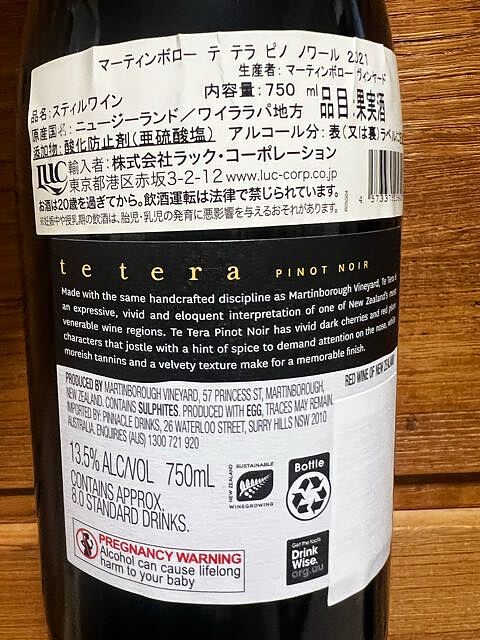 マーティンボロー テ テラ ピノ ノワール 2021
生産者: マーティンボロー ヴィンヤード
品名:スティルワイン 内容量:750 ml 品目:果実酒
原産国名:ニュージーランド/ワイララパ地方
添加物:酸化防止剤(亜硫酸塩) アルコール分:表(又は裏)ラベルに
LUC 輸入者:株式会社ラック・コーポレーション
東京都港区赤坂3-2-12 www.luc-corp.co.jp
お酒は20歳を過ぎてから。飲酒運転は法律で禁じられています。
妊娠中や授乳期の飲酒は、胎児・乳児の発育に悪影響を与えるおそれがあります。
te tera PINOT NOIR
Made with the same handcrafted discipline as Martinborough Vineyard, Te Tera is
an expressive, vivid and eloquent interpretation of one of New Zealand's most
venerable wine regions. Te Tera Pinot Noir has vivid dark cherries and red plum
characters that jostle with a hint of spice to demand attention on the nose, while
moreish tannins and a velvety texture make for a memorable finish.
RED WINE OF NEW ZEALAND
PRODUCED BY MARTINBOROUGH VINEYARD, 57 PRINCESS ST, MARTINBOROUGH,
NEW ZEALAND. CONTAINS SULPHITES. PRODUCED WITH EGG, TRACES MAY REMAIN.
IMPORTED BY: PINNACLE DRINKS, 26 WATERLOO STREET, SURRY HILLS NSW 2010
AUSTRALIA. ENQUIRIES (AUS) 1300 721 920
13.5% ALC/VOL 750mL
CONTAINS APPROX.
8.0 STANDARD DRINKS.
SUSTAINABLE
NEW ZEALAND
WINEGROWING
Bottle
PREGNANCY WARNING
Alcohol can cause lifelong
harm to your baby
Get the facts
Drink
Wise.
org.au